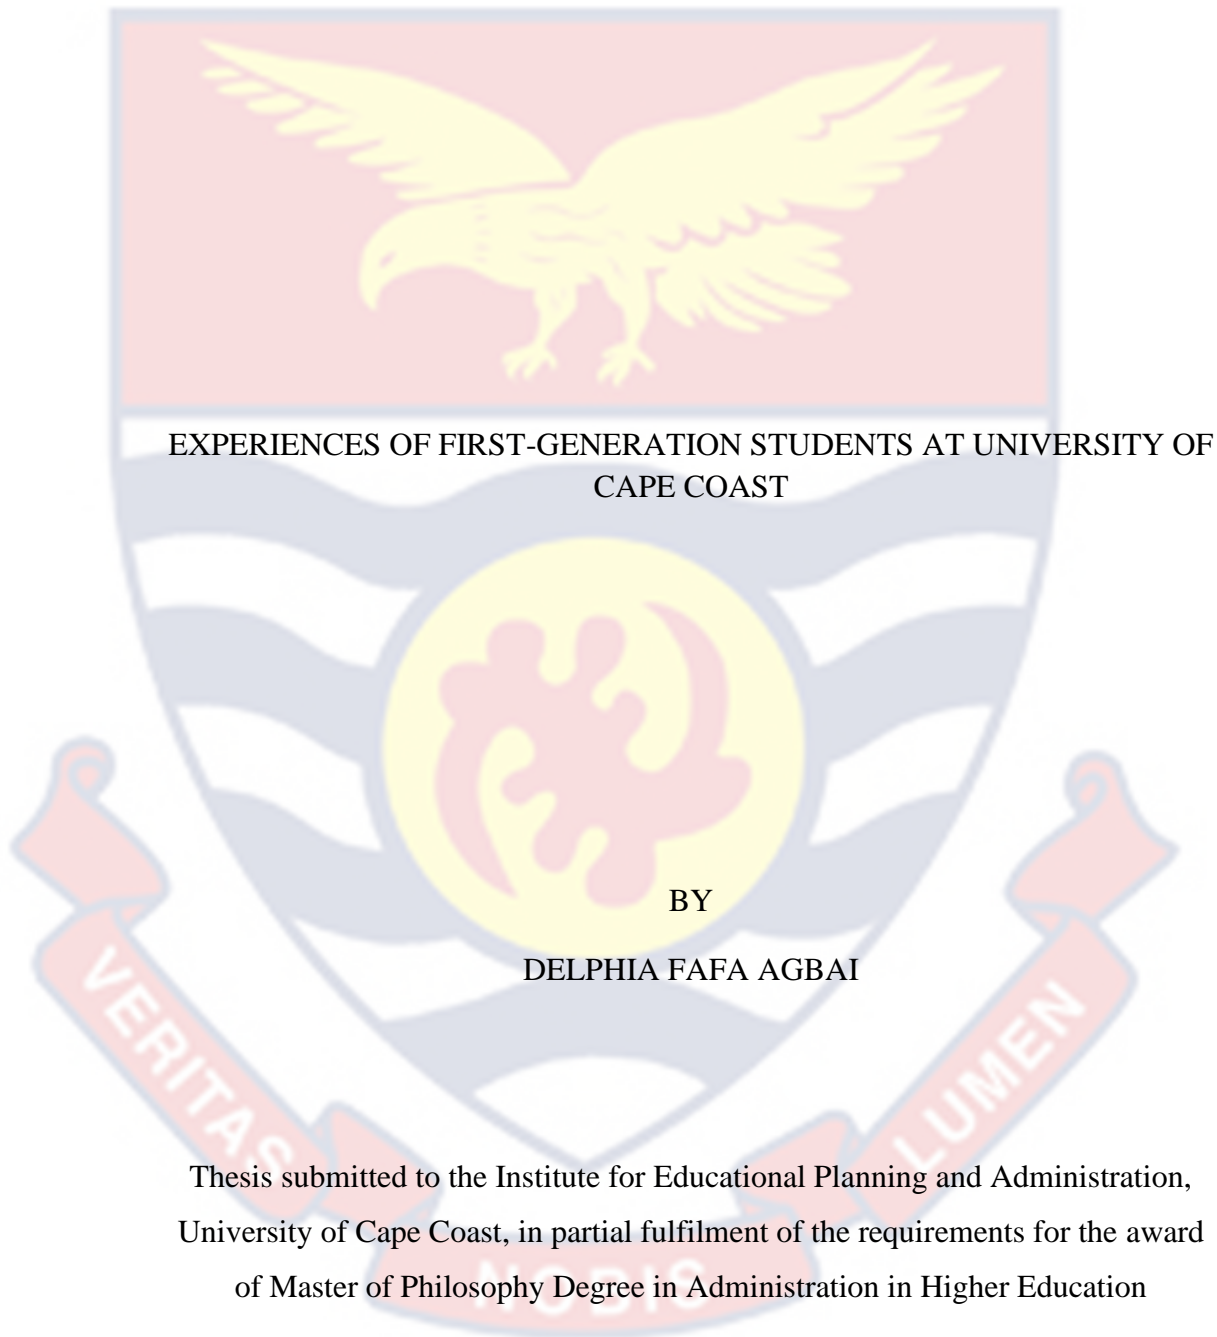 EXPERIENCES OF FIRST-GENERATION STUDENTS AT UNIVERSITY OF
CAPE COAST
BY
DELPHIA FAFA AGBAI
VERITAS
LUMEN
Thesis submitted to the Institute for Educational Planning and Administration,
University of Cape Coast, in partial fulfilment of the requirements for the award
of Master of Philosophy Degree in Administration in Higher Education
NOBIS